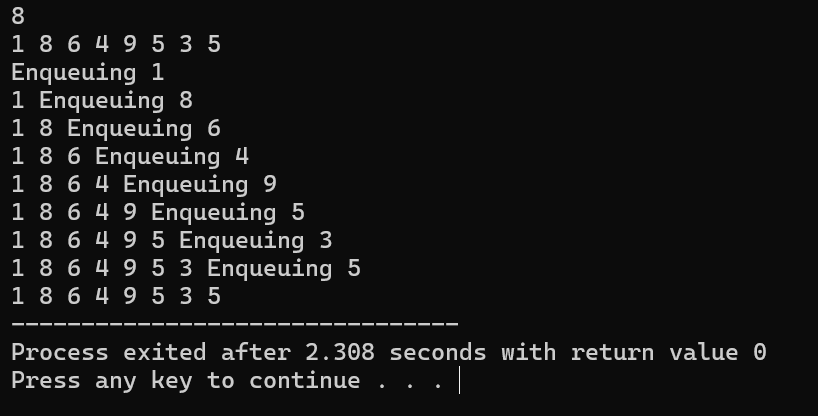 8
1 8 6 4 9 5 3 5
Enqueuing 1
1 Enqueuing 8
1 8 Enqueuing 6
1 8 6 Enqueuing 4
1 8 6 4 Enqueuing 9
1 8 6 4 9 Enqueuing 5
1 8 6 4 9 5 Enqueuing 3
1 8 6 4 9 5 3 Enqueuing 5
1 8 6 4 9 5 3 5
--------------------------------
Process exited after 2.308 seconds with return value 0
Press any key to continue . . .